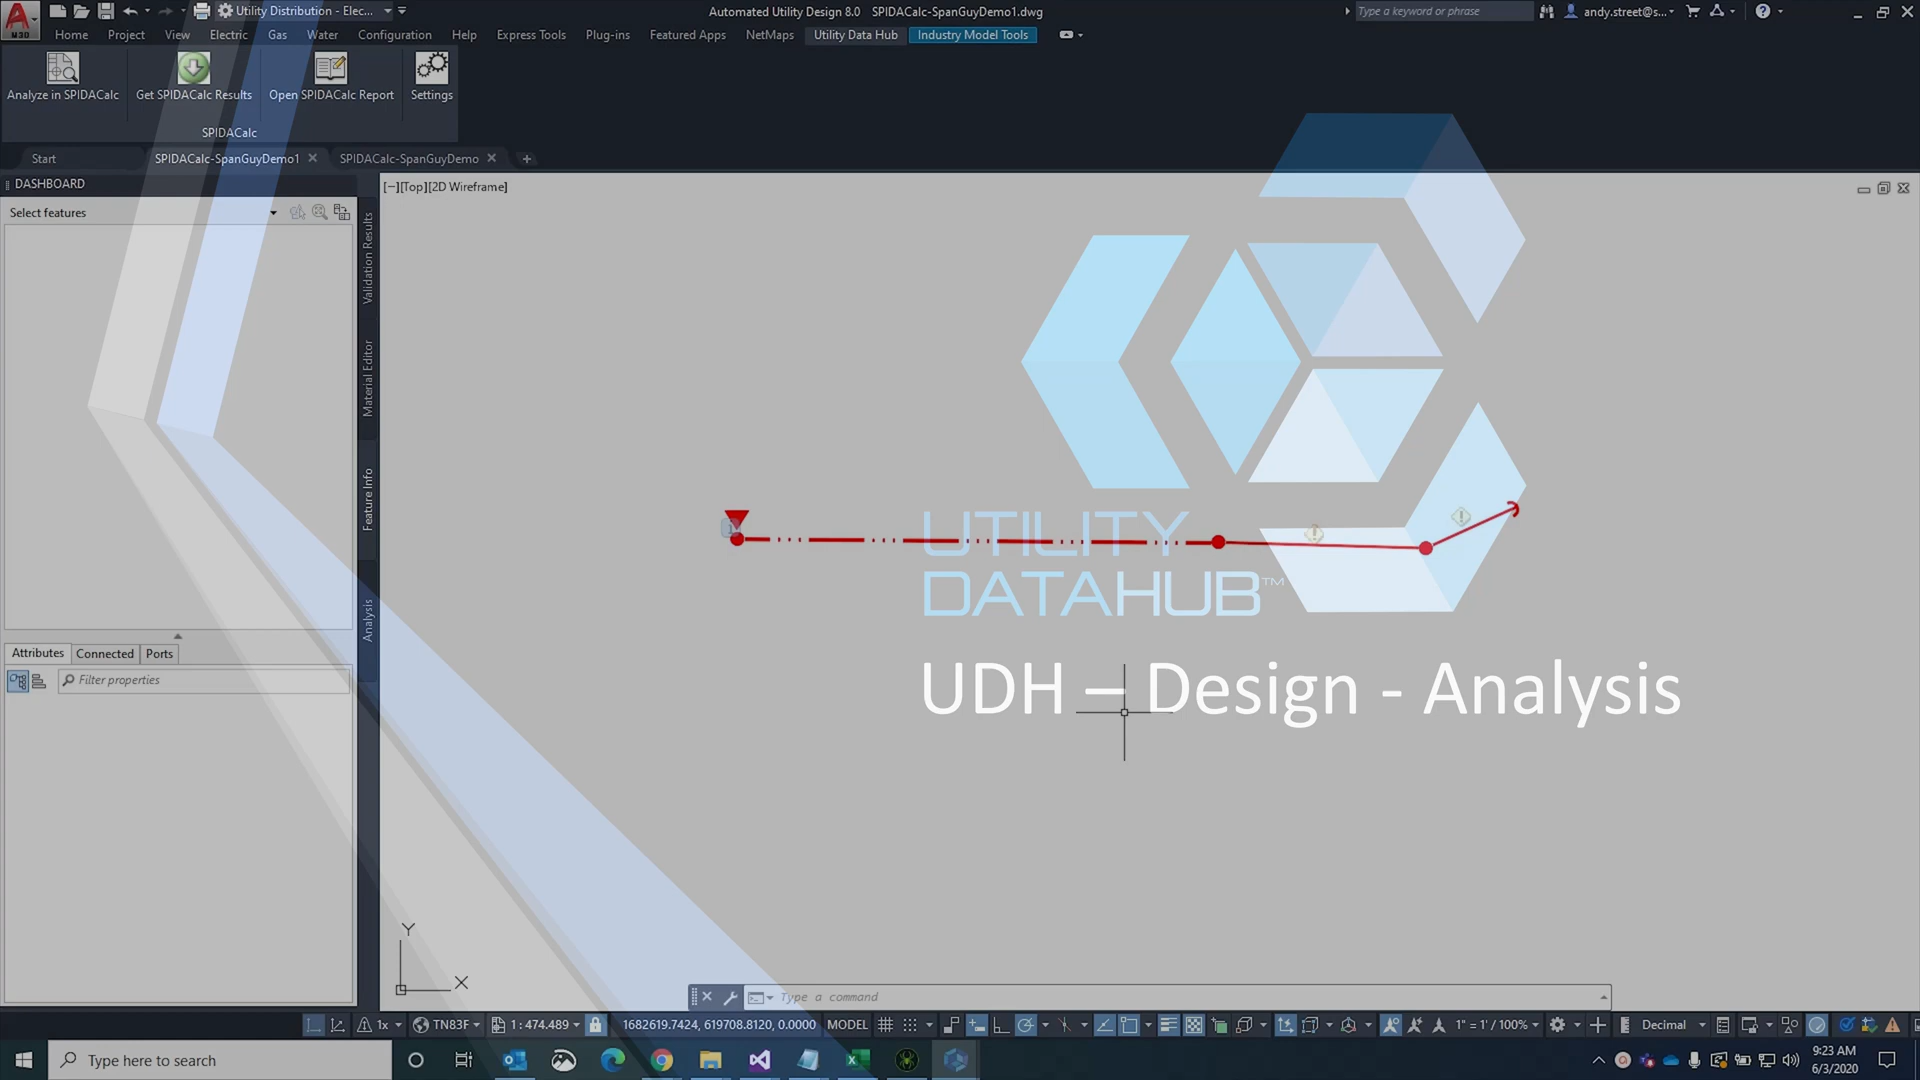 Utility Distribution - Elec...
Automated Utility Design 8.0 SPIDACalc-SpanGuyDemo1.dwg
Type a keyword or phrase
andy.street@s...
M3D
Home Project View Electric Gas Water Configuration Help Express Tools Plug-ins Featured Apps NetMaps Utility Data Hub Industry Model Tools
Analyze in SPIDACalc
Get SPIDACalc Results
Open SPIDACalc Report
Settings
SPIDACalc
Start
SPIDACalc-SpanGuyDemo1
SPIDACalc-SpanGuyDemo
DASHBOARD
Select features
[−][Top][2D Wireframe]
Validation Results
Material Editor
Feature Info
Analysis
UTILITY
DATAHUB™
UDH – Design - Analysis
Attributes Connected Ports
Filter properties
Y
X
Type a command
1x
TN83F
1 : 474.489
1682619.7424, 619708.8120, 0.0000
MODEL
1" = 1' / 100%
Decimal
Type here to search
9:23 AM
6/3/2020